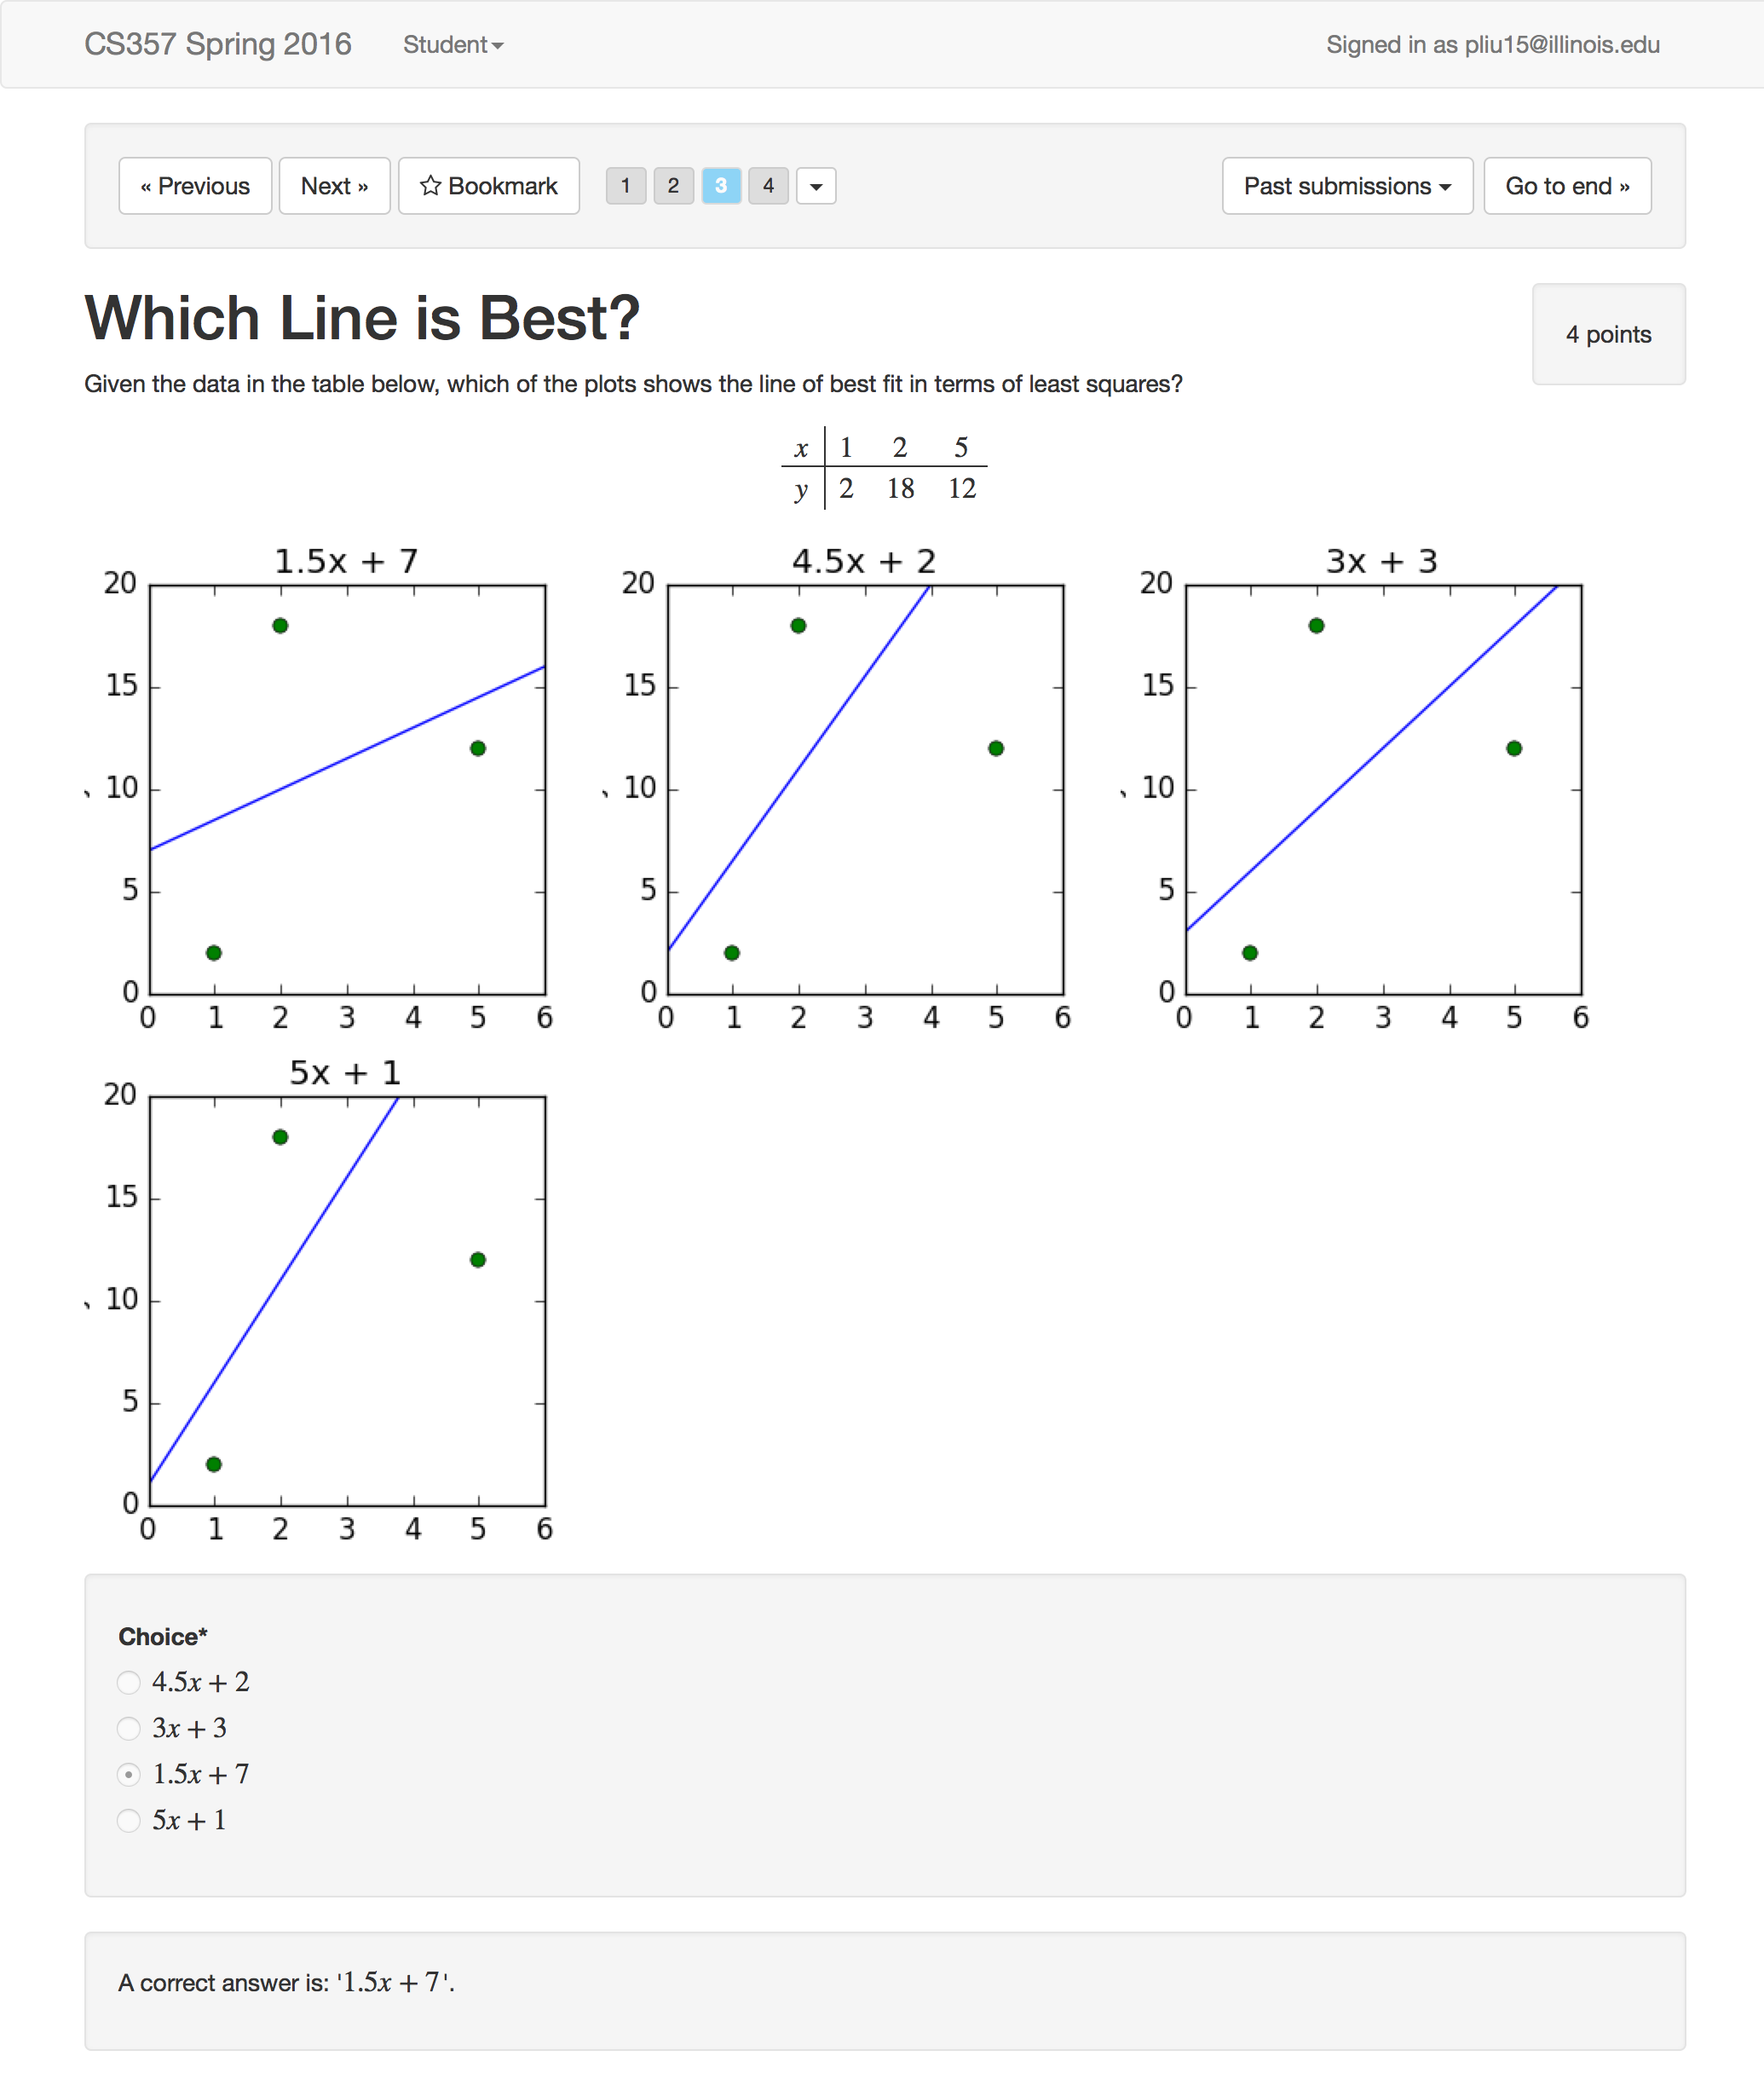 CS357 Spring 2016 Student Signed in as pliu15@illinois.edu
« Previous Next » Bookmark 1 2 3 4 Past submissions Go to end »
Which Line is Best?
4 points
Given the data in the table below, which of the plots shows the line of best fit in terms of least squares?
x 1 2 5
y 2 18 12
1.5x + 7
20
15
10
5
0
0 1 2 3 4 5 6
4.5x + 2
20
15
10
5
0
0 1 2 3 4 5 6
3x + 3
20
15
10
5
0
0 1 2 3 4 5 6
5x + 1
20
15
10
5
0
0 1 2 3 4 5 6
Choice*
4.5x + 2
3x + 3
1.5x + 7
5x + 1
A correct answer is: '1.5x + 7'.